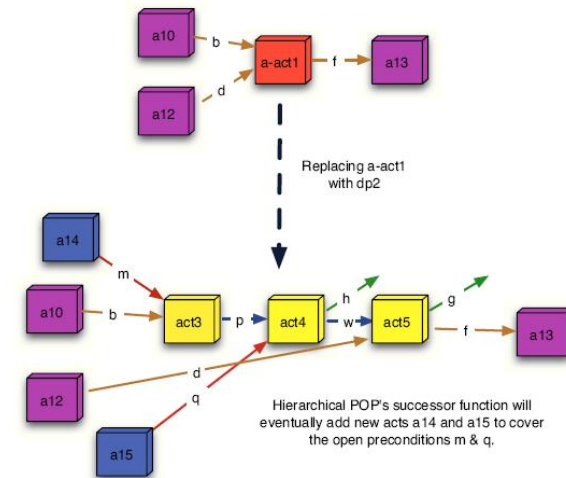 a10
b
a-act1
f
a13
d
a12
Replacing a-act1
with dp2
a14
m
h
g
a10
b
act3
p
act4
w
act5
f
a13
d
a12
q
a15
Hierarchical POP's successor function will
eventually add new acts a14 and a15 to cover
the open preconditions m & q.